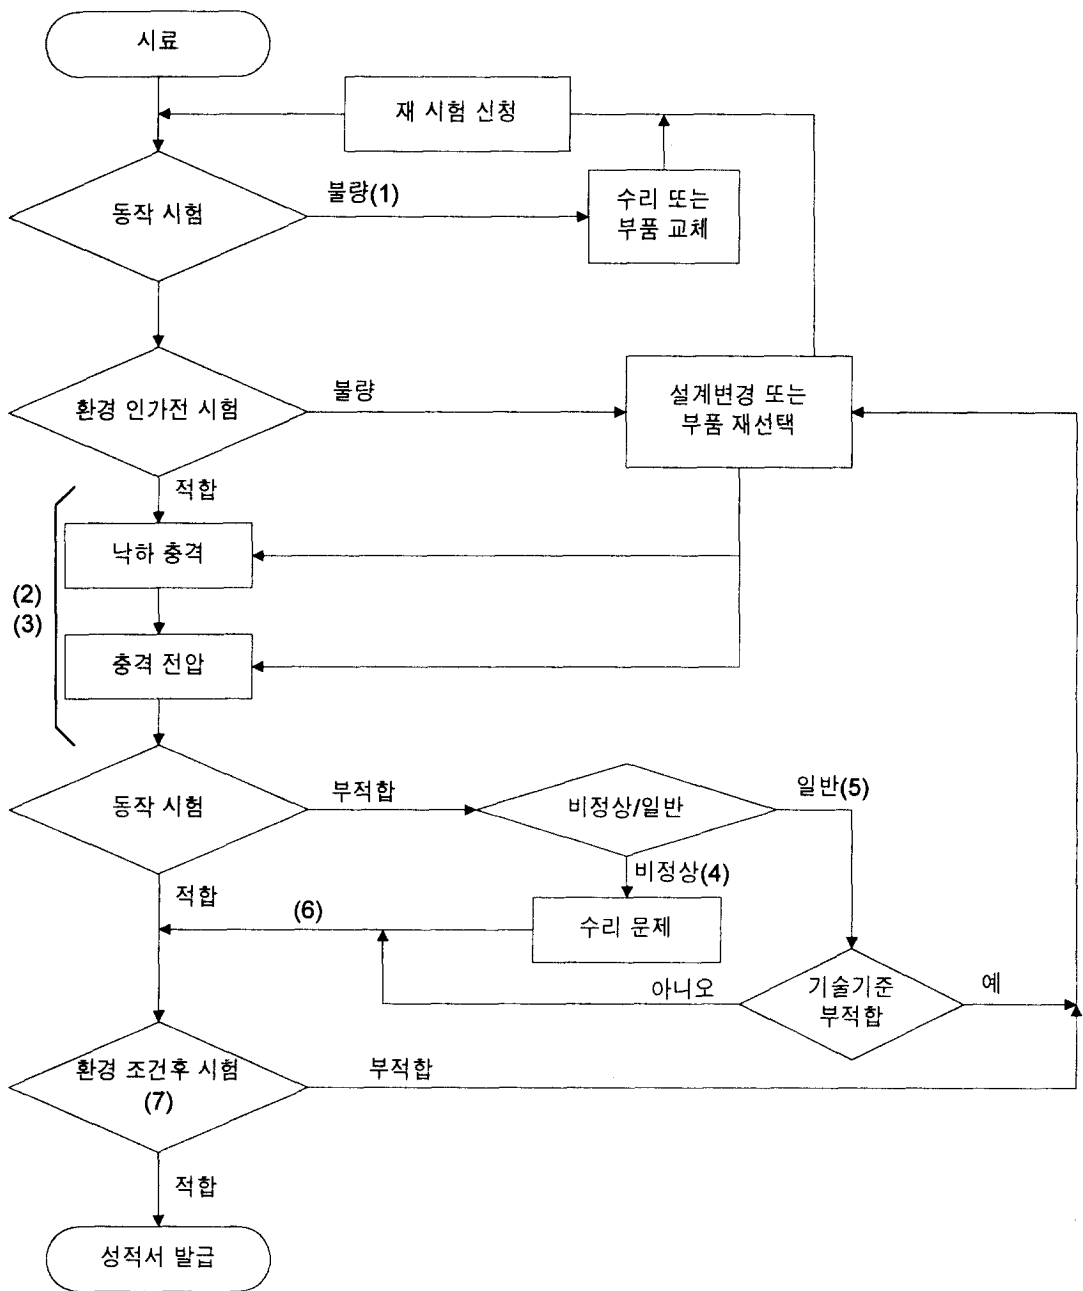 시료
재 시험 신청
동작 시험
불량(1)
수리 또는
부품 교체
환경 인가전 시험
불량
설계변경 또는
부품 재선택
적합
낙하 충격
(2)
(3)
충격 전압
동작 시험
부적합
비정상/일반
일반(5)
비정상(4)
적합
(6)
수리 문제
아니오
기술기준
부적합
예
환경 조건후 시험
(7)
부적합
적합
성적서 발급